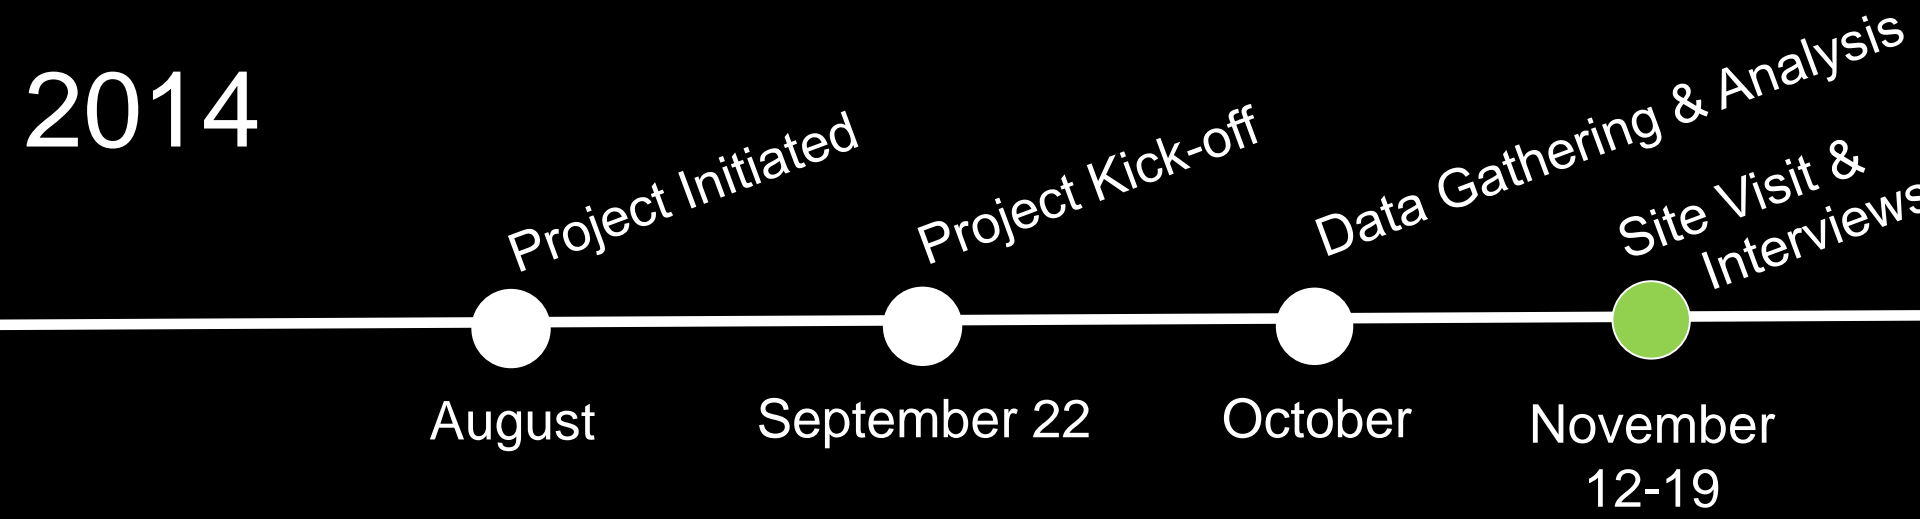 2014
Project Initiated
Project Kick-off
Data Gathering & Analysis
Site Visit &
Interviews
August
September 22
October
November
12-19